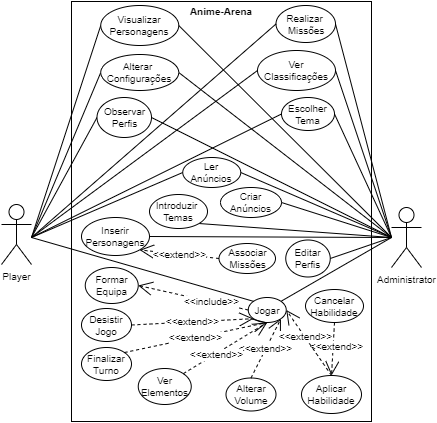 Anime-Arena
Visualizar
Personagens
Realizar
Missões
Alterar
Configurações
Ver
Classificações
Observar
Perfis
Escolher
Tema
Ler
Anúncios
Criar
Anúncios
Introduzir
Temas
Inserir
Personagens
<<extend>>
Associar
Missões
Editar
Perfis
Player
Administrator
Formar
Equipa
<<include>>
Jogar
Cancelar
Habilidade
Desistir
Jogo
<<extend>>
<<extend>>
<<extend>>
<<extend>>
<<extend>>
<<extend>>
Finalizar
Turno
Ver
Elementos
Alterar
Volume
Aplicar
Habilidade